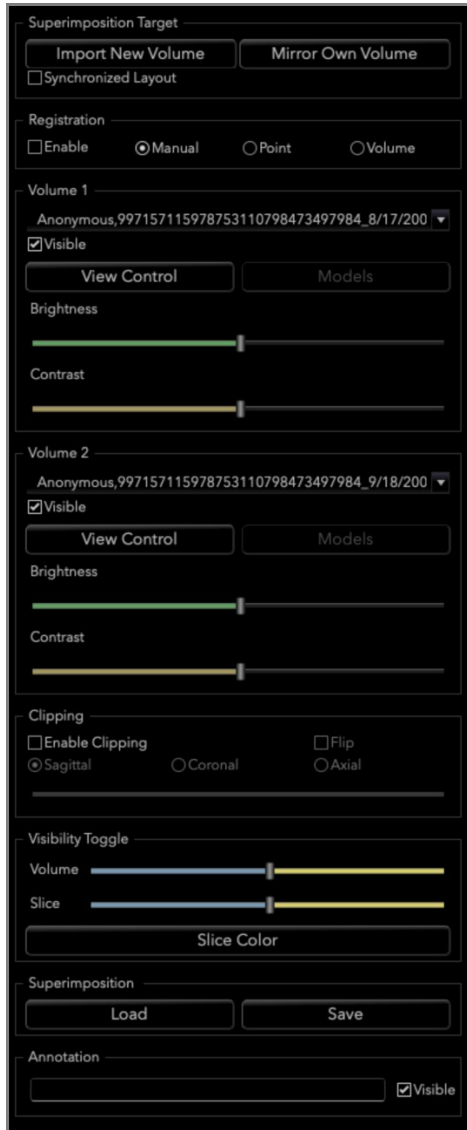 Superimposition Target
Import New Volume Mirror Own Volume
Synchronized Layout
Registration
Enable Manual Point Volume
Volume 1
Anonymous,9971571159787531110798473497984_8/17/200
Visible
View Control Models
Brightness
Contrast
Volume 2
Anonymous,9971571159787531110798473497984_9/18/200
Visible
View Control Models
Brightness
Contrast
Clipping
Enable Clipping Flip
Sagittal Coronal Axial
Visibility Toggle
Volume
Slice
Slice Color
Superimposition
Load Save
Annotation
Visible